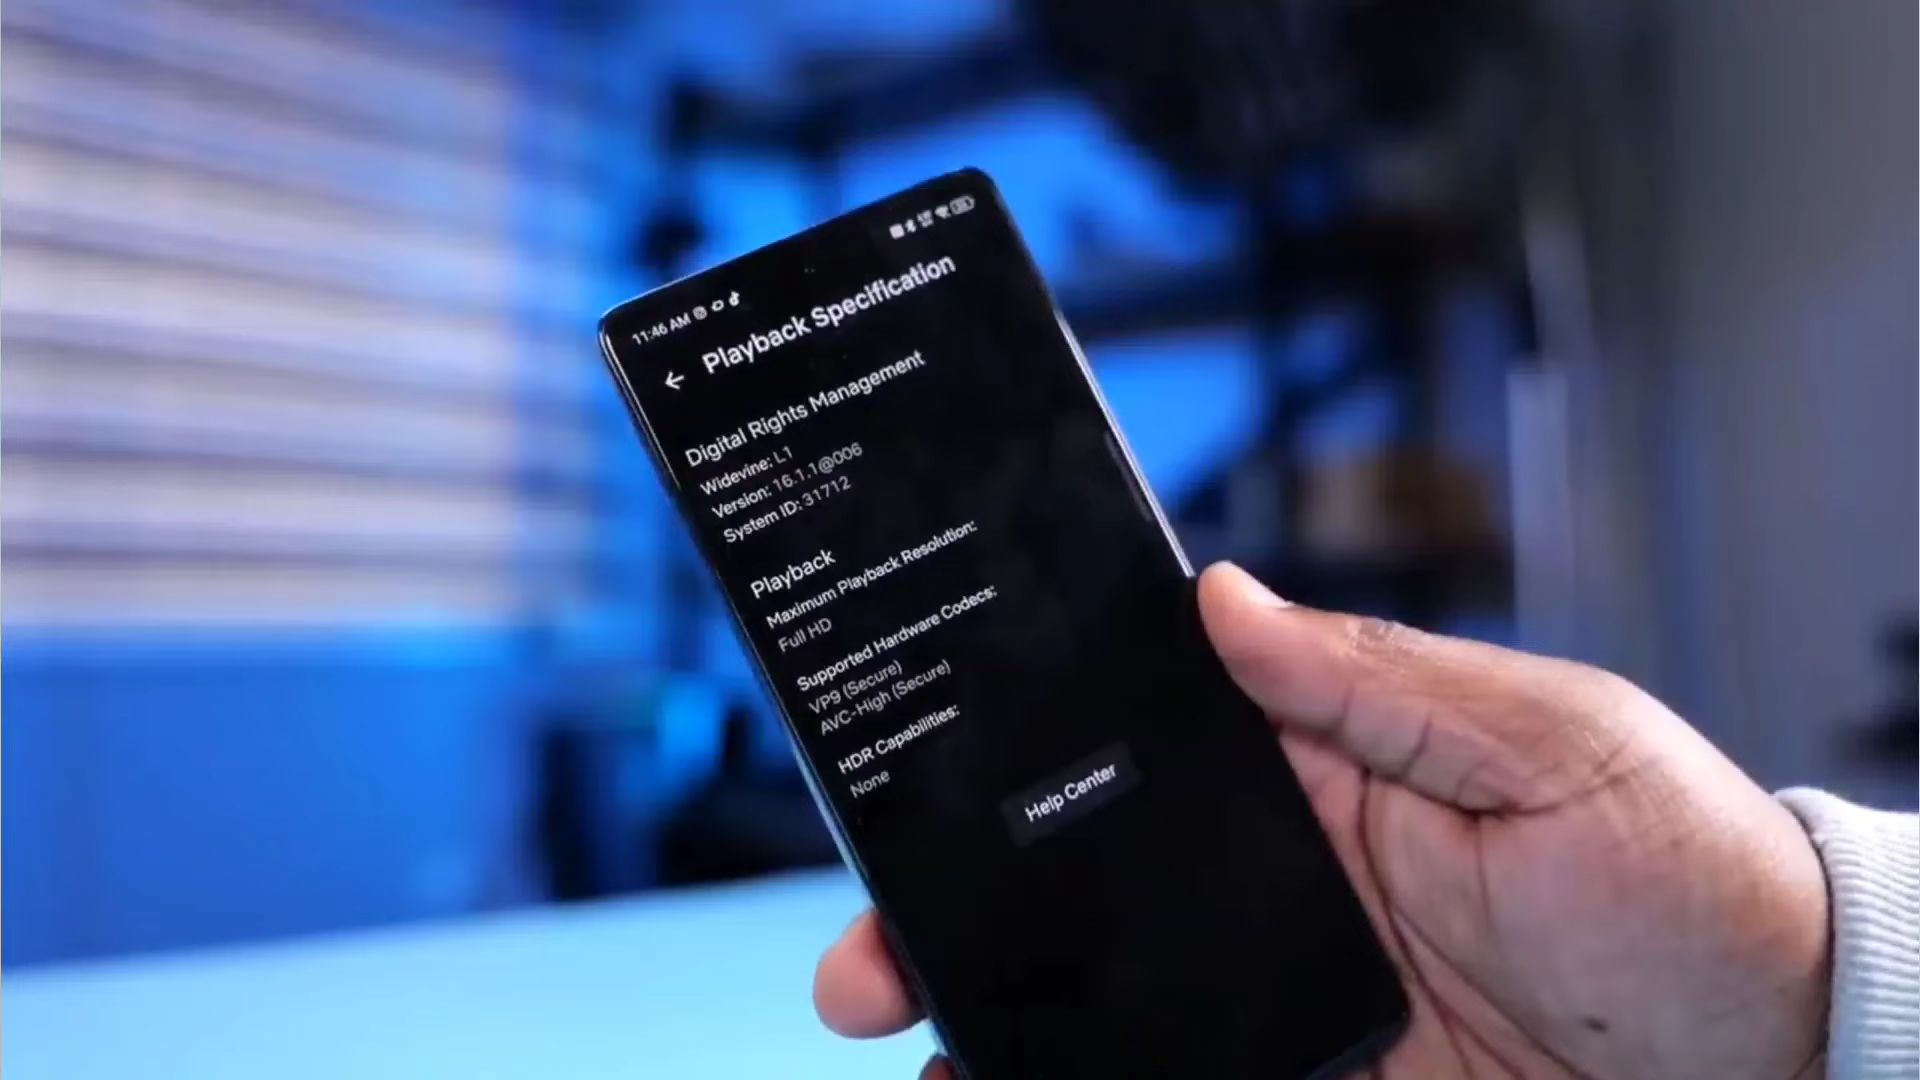 11:46 AM
Playback Specification
Digital Rights Management
Widevine: L1
Version: 16.1.1@006
System ID: 31712
Playback
Maximum Playback Resolution:
Full HD
Supported Hardware Codecs:
VP9 (Secure)
AVC-High (Secure)
HDR Capabilities:
None
Help Center